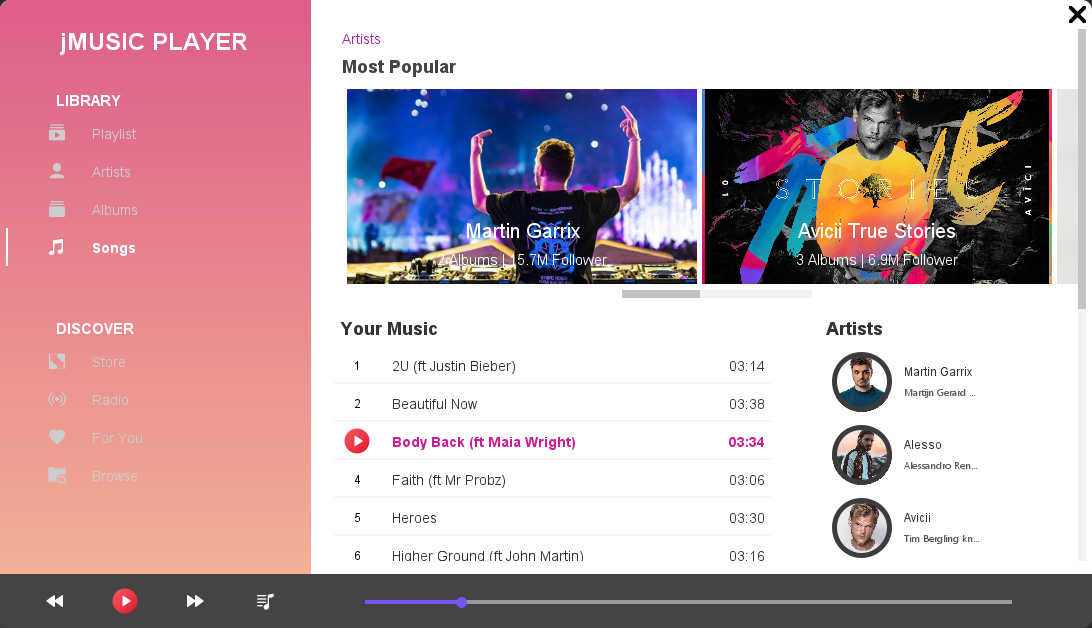 jMUSIC PLAYER
LIBRARY
Playlist
Artists
Albums
Songs
DISCOVER
Store
Radio
For You
Browse
Artists
Most Popular
Martin Garrix
2 Albums | 15.7M Follower
LO
STORIES
AVICI
Avicii True Stories
3 Albums | 6.9M Follower
Your Music
1 2U (ft Justin Bieber) 03:14
2 Beautiful Now 03:38
Body Back (ft Maia Wright) 03:34
4 Faith (ft Mr Probz) 03:06
5 Heroes 03:30
6 Higher Ground (ft John Martin) 03:16
Artists
Martin Garrix
Martijn Gerard ...
Alesso
Alessandro Ren...
Avicii
Tim Bergling kn...